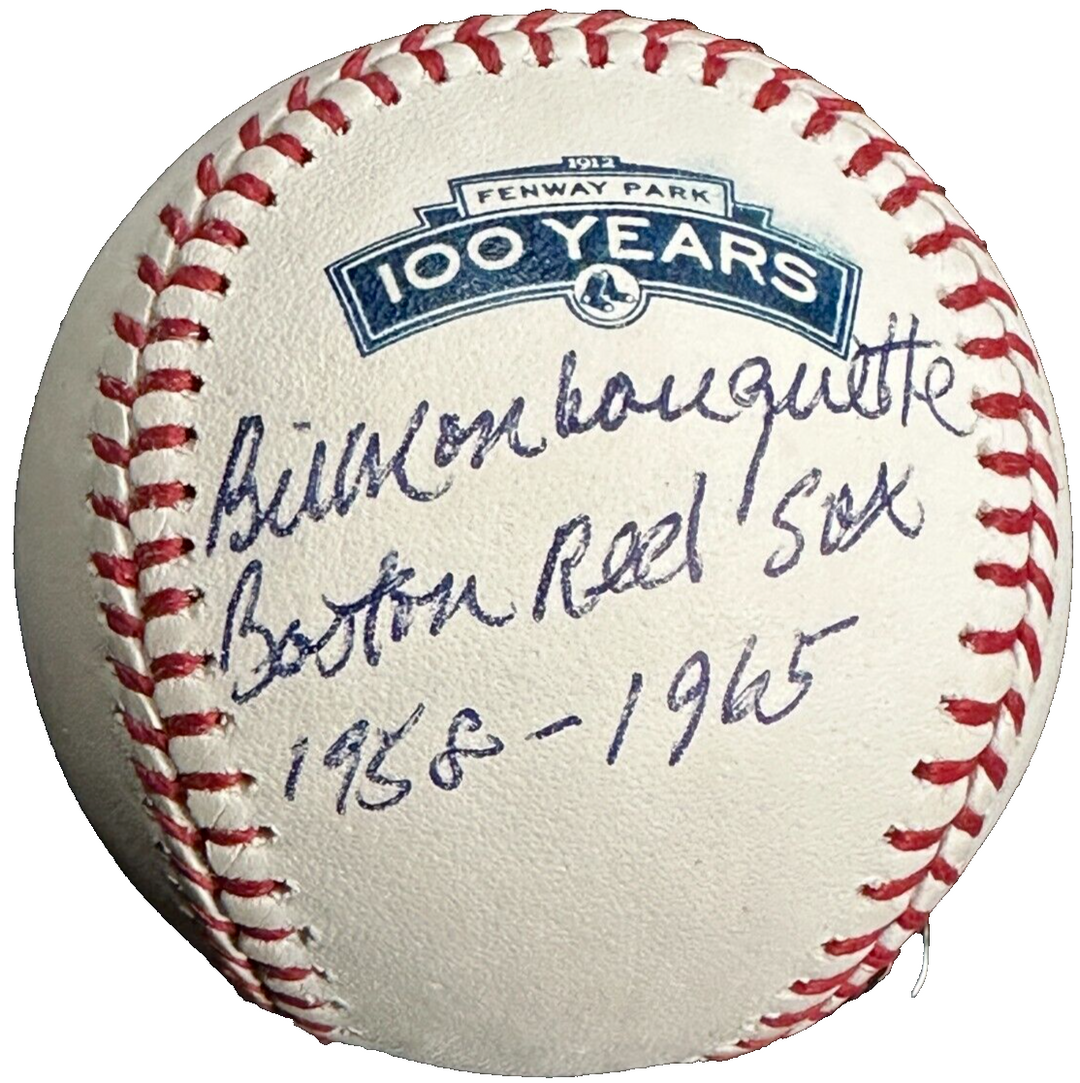 1912
FENWAY PARK
100 YEARS
Bill Monbouquette
Boston Red Sox
1958-1965